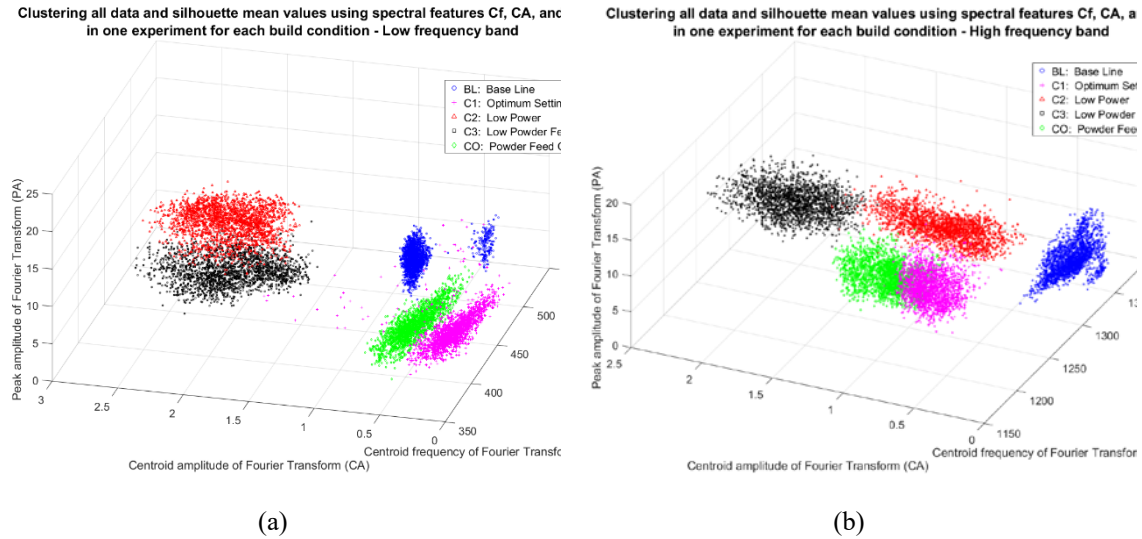 Clustering all data and silhouette mean values using spectral features Cf, CA, and
in one experiment for each build condition - Low frequency band
BL: Base Line
C1: Optimum Settin
C2: Low Power
C3: Low Powder Fe
CO: Powder Feed
Peak amplitude of Fourier Transform (PA)
25
20
15
10
5
0
3
2.5
2
1.5
1
0.5
0
350
400
450
500
Centroid amplitude of Fourier Transform (CA)
Centroid frequency of Fourier Transfo
(a)
Clustering all data and silhouette mean values using spectral features Cf, CA, a
in one experiment for each build condition - High frequency band
BL: Base Line
C1: Optimum Set
C2: Low Power
C3: Low Powder
CO: Powder Feed
Peak amplitude of Fourier Transform (PA)
20
15
10
5
0
2.5
2
1.5
1
0.5
0
1150
1200
1250
1300
Centroid amplitude of Fourier Transform (CA)
Centroid frequency of Fourier Transform
(b)